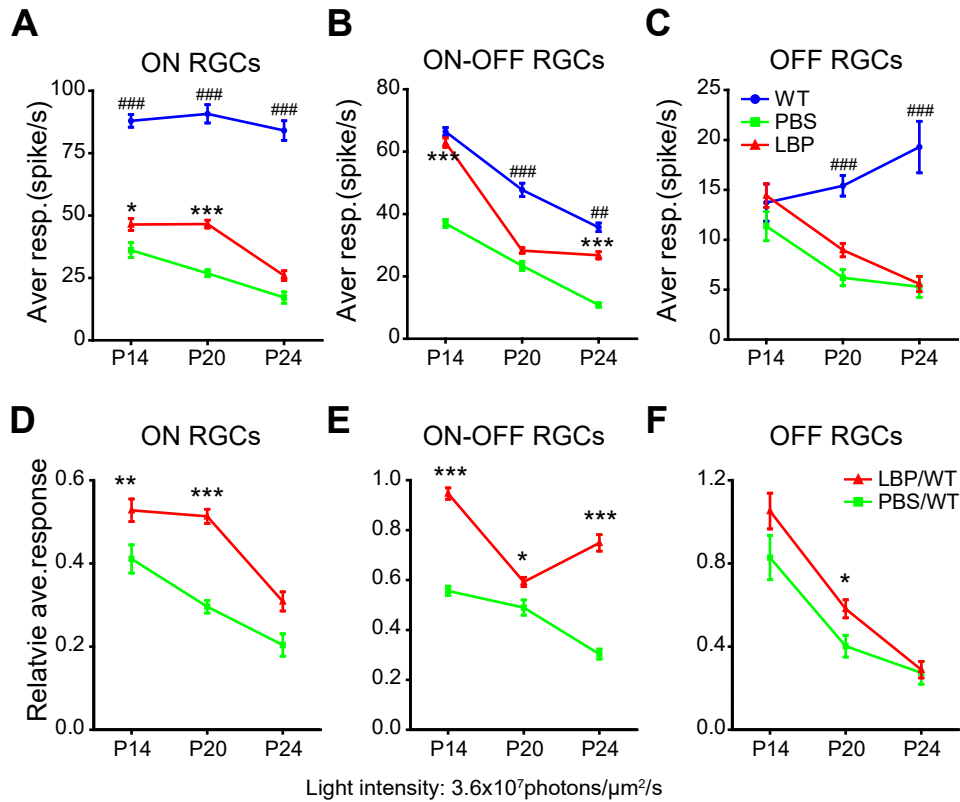 A
ON RGCs
Aver resp.(spike/s)
100
75
50
25
0
###
###
###
*
***
P14
P20
P24
B
ON-OFF RGCs
Aver resp.(spike/s)
80
60
40
20
0
***
###
##
***
P14
P20
P24
C
OFF RGCs
Aver resp.(spike/s)
25
20
15
10
5
0
WT
PBS
LBP
###
###
P14
P20
P24
D
ON RGCs
Relatvie ave.response
0.6
0.4
0.2
0.0
**
***
P14
P20
P24
E
ON-OFF RGCs
1.0
0.8
0.6
0.4
0.2
0.0
***
*
***
P14
P20
P24
F
OFF RGCs
1.2
0.8
0.4
0.0
LBP/WT
PBS/WT
*
P14
P20
P24
Light intensity: 3.6x10⁷photons/µm²/s